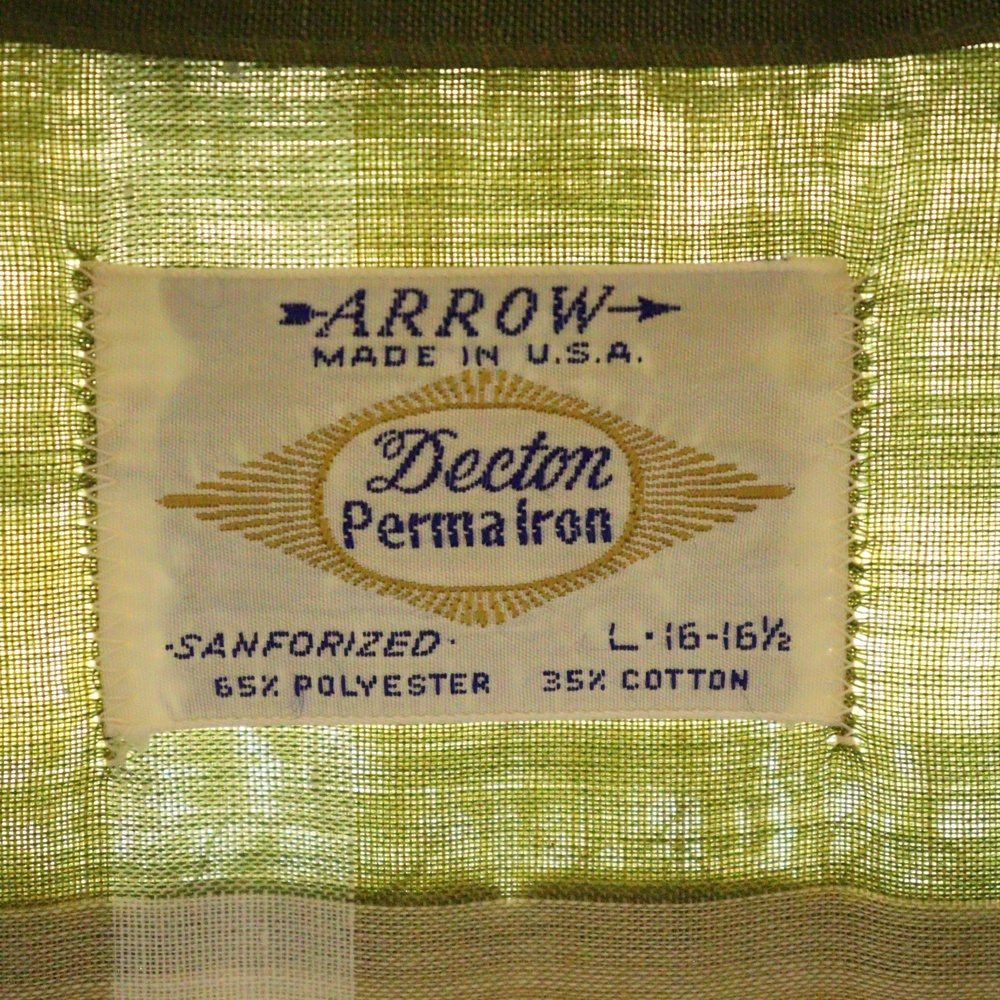 ARROW
MADE IN U.S.A.
Decton
PermaIron
·SANFORIZED· L·16-16½
65% POLYESTER 35% COTTON